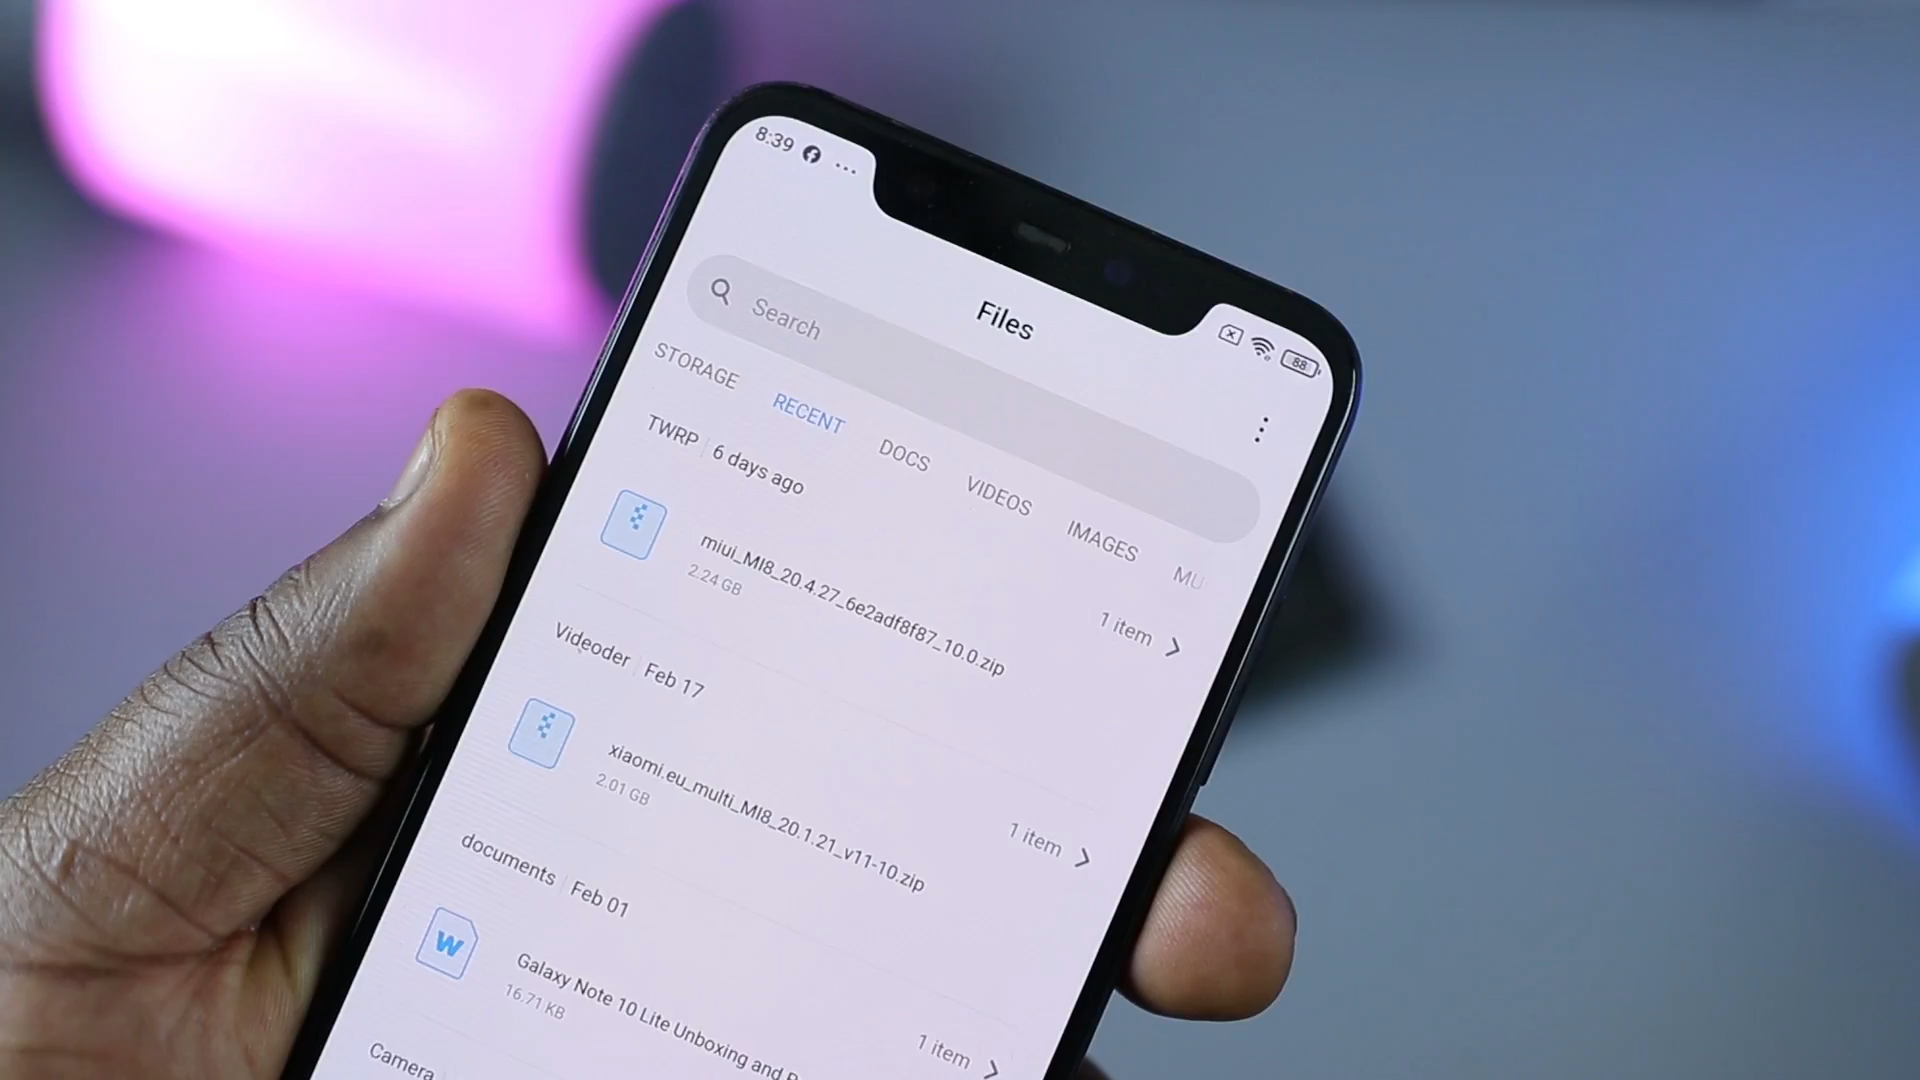 8:39
88
Files
Search
STORAGE RECENT DOCS VIDEOS IMAGES MU
TWRP | 6 days ago
1 item
miui_MI8_20.4.27_6e2adf8f87_10.0.zip
2.24 GB
Videoder | Feb 17
1 item
xiaomi.eu_multi_MI8_20.1.21_v11-10.zip
2.01 GB
documents | Feb 01
1 item
Galaxy Note 10 Lite Unboxing and
16.71 KB
Camera